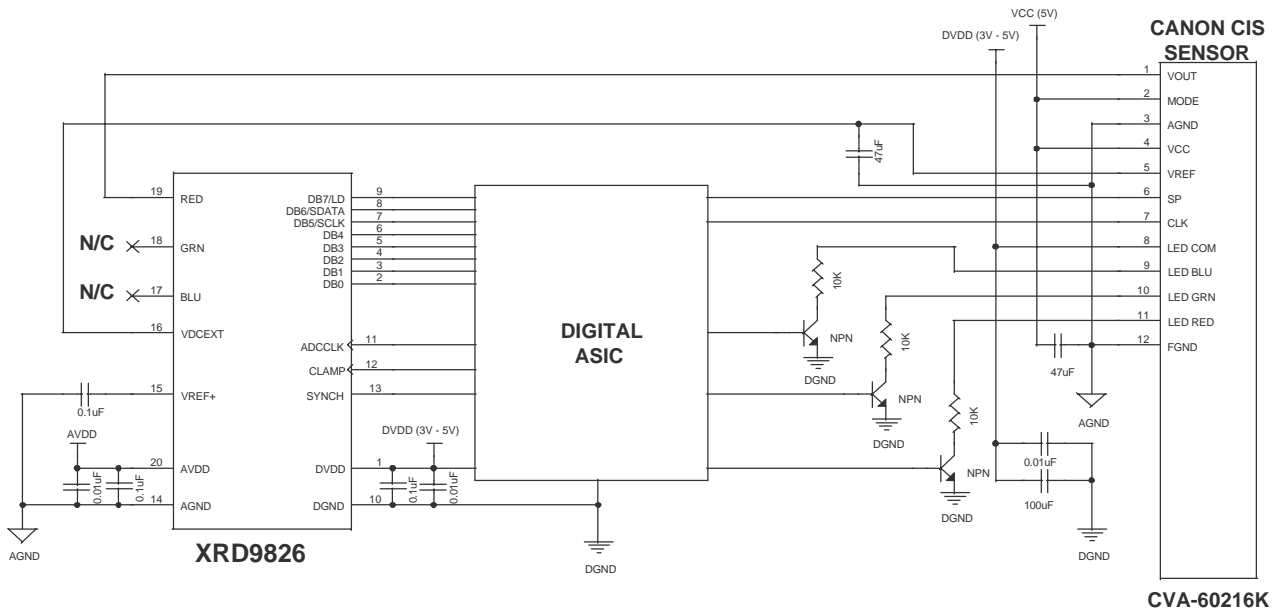 VCC (5V)
DVDD (3V - 5V)
CANON CIS
SENSOR
1 VOUT
2 MODE
3 AGND
4 VCC
5 VREF
6 SP
7 CLK
8 LED COM
9 LED BLU
10 LED GRN
11 LED RED
12 FGND
47uF
19 RED
N/C 18 GRN
N/C 17 BLU
16 VDCEXT
15 VREF+
0.1uF
AVDD
20 AVDD
0.01uF
0.1uF
14 AGND
AGND
DB7/LD 9
DB6/SDATA 8
DB5/SCLK 7
DB4 6
DB3 5
DB2 4
DB1 3
DB0 2
ADCCLK 11
CLAMP 12
SYNCH 13
DVDD (3V - 5V)
DVDD 1
0.1uF
0.01uF
DGND 10
XRD9826
DIGITAL
ASIC
DGND
10K
NPN
DGND
10K
NPN
DGND
10K
NPN
DGND
47uF
AGND
0.01uF
100uF
DGND
CVA-60216K